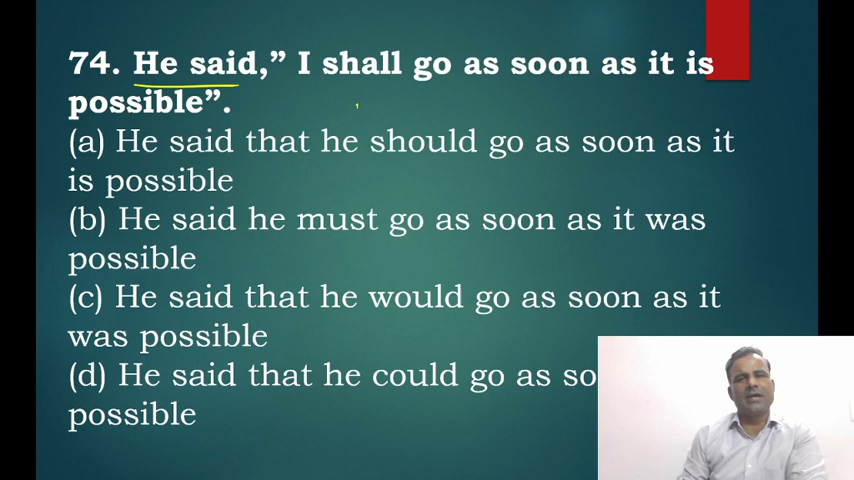 74. He said,” I shall go as soon as it is
possible”.
(a) He said that he should go as soon as it
is possible
(b) He said he must go as soon as it was
possible
(c) He said that he would go as soon as it
was possible
(d) He said that he could go as
possible